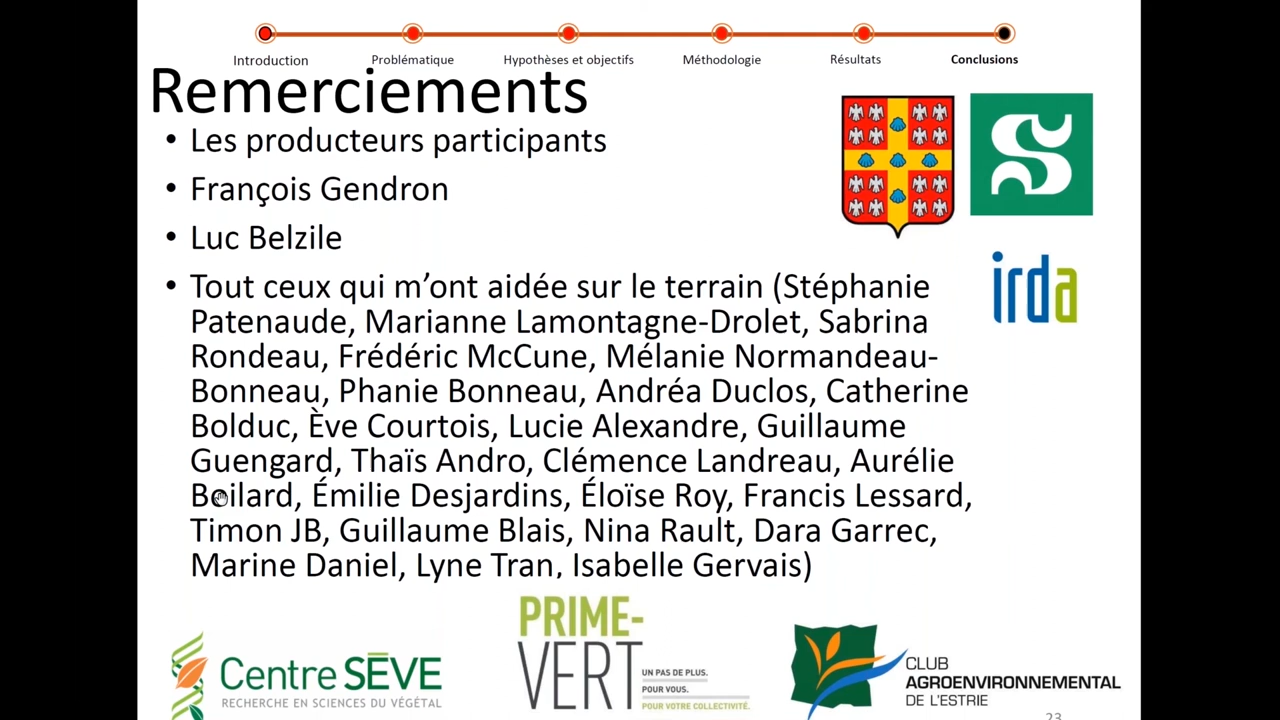 Introduction Problématique Hypothèses et objectifs Méthodologie Résultats Conclusions
Remerciements
• Les producteurs participants
• François Gendron
• Luc Belzile
• Tout ceux qui m’ont aidée sur le terrain (Stéphanie
Patenaude, Marianne Lamontagne-Drolet, Sabrina
Rondeau, Frédéric McCune, Mélanie Normandeau-
Bonneau, Phanie Bonneau, Andréa Duclos, Catherine
Bolduc, Ève Courtois, Lucie Alexandre, Guillaume
Guengard, Thaïs Andro, Clémence Landreau, Aurélie
Boilard, Émilie Desjardins, Éloïse Roy, Francis Lessard,
Timon JB, Guillaume Blais, Nina Rault, Dara Garrec,
Marine Daniel, Lyne Tran, Isabelle Gervais)
S
irda
Centre SĒVE
RECHERCHE EN SCIENCES DU VÉGÉTAL
PRIME-
VERT
UN PAS DE PLUS.
POUR VOUS.
POUR VOTRE COLLECTIVITÉ.
CLUB
AGROENVIRONNEMENTAL
DE L'ESTRIE
23